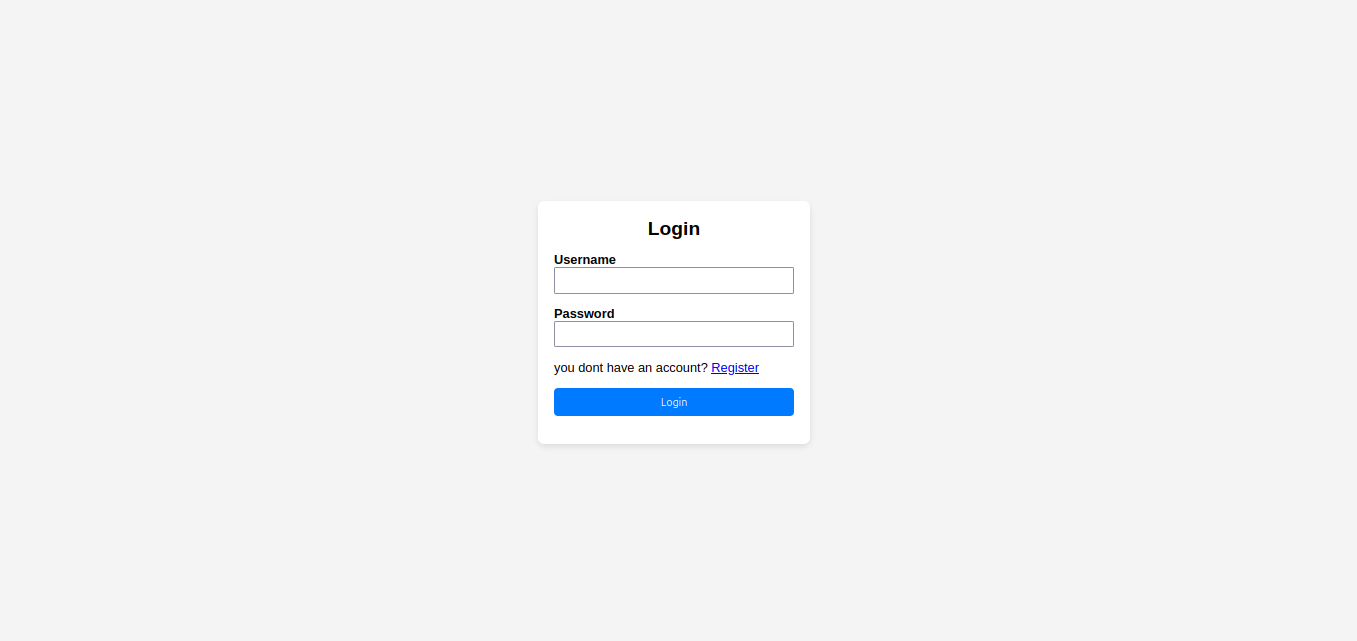 Login
Username
Password
you dont have an account? Register
Login